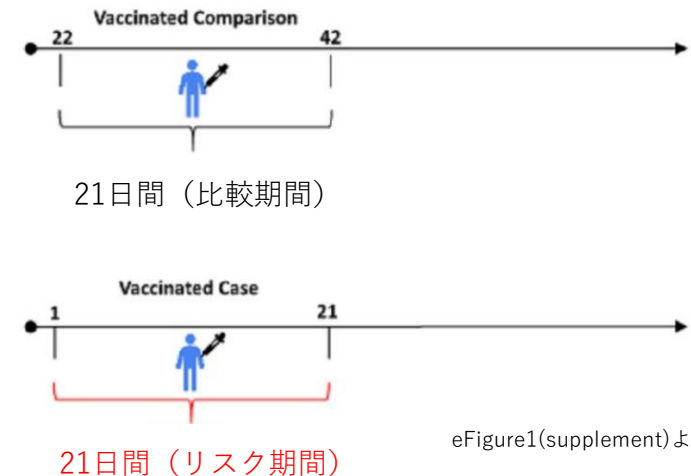 Vaccinated Comparison
22 42
21日間（比較期間）
Vaccinated Case
1 21
eFigure1(supplement)よ
21日間（リスク期間）